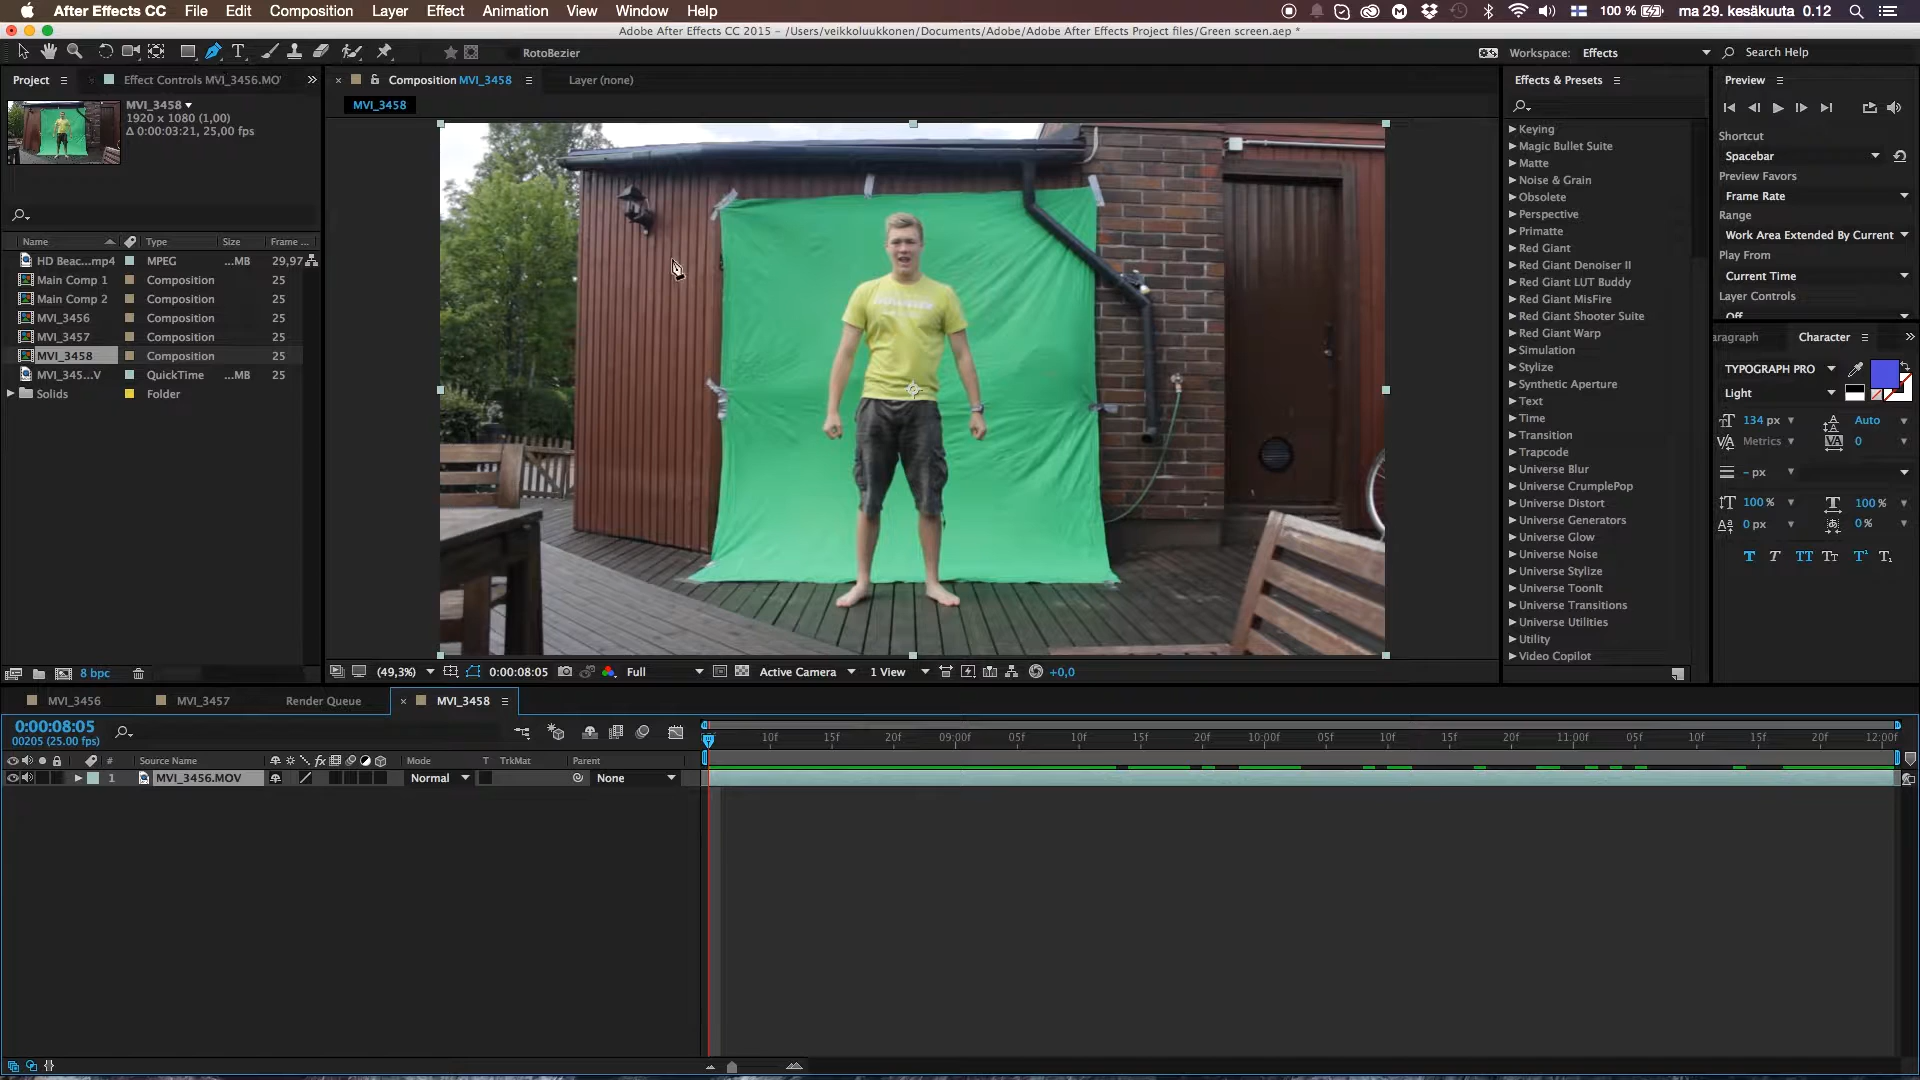 After Effects CC File Edit Composition Layer Effect Animation View Window Help 100 % ma 29. kesäkuuta 0.12
Adobe After Effects CC 2015 - /Users/veikkoluukkonen/Documents/Adobe/Adobe After Effects Project files/Green screen.aep *
RotoBezier Workspace: Effects Search Help
Project Effect Controls MVI_3456.MO
Composition MVI_3458 Layer (none)
MVI_3458
MVI_3458
1920 x 1080 (1,00)
Δ 0:00:03:21, 25,00 fps
Name Type Size Frame ...
HD Beac...mp4 MPEG ...MB 29,97
Main Comp 1 Composition 25
Main Comp 2 Composition 25
MVI_3456 Composition 25
MVI_3457 Composition 25
MVI_3458 Composition 25
MVI_345...V QuickTime ...MB 25
Solids Folder
8 bpc
(49,3%) 0:00:08:05 Full Active Camera 1 View +0,0
Effects & Presets
Keying
Magic Bullet Suite
Matte
Noise & Grain
Obsolete
Perspective
Primatte
Red Giant
Red Giant Denoiser II
Red Giant LUT Buddy
Red Giant MisFire
Red Giant Shooter Suite
Red Giant Warp
Simulation
Stylize
Synthetic Aperture
Text
Time
Transition
Trapcode
Universe Blur
Universe CrumplePop
Universe Distort
Universe Generators
Universe Glow
Universe Noise
Universe Stylize
Universe ToonIt
Universe Transitions
Universe Utilities
Utility
Video Copilot
Preview
Shortcut
Spacebar
Preview Favors
Frame Rate
Range
Work Area Extended By Current
Play From
Current Time
Layer Controls
Off
aragraph Character
TYPOGRAPH PRO
Light
134 px Auto
Metrics 0
- px
100 % 100 %
0 px 0 %
T T TT Tr T¹ T₁
MVI_3456 MVI_3457 Render Queue MVI_3458
0:00:08:05
00205 (25.00 fps)
10f 15f 20f 09:00f 05f 10f 15f 20f 10:00f 05f 10f 15f 20f 11:00f 05f 10f 15f 20f 12:00f
# Source Name fx Mode T TrkMat Parent
1 MVI_3456.MOV Normal None